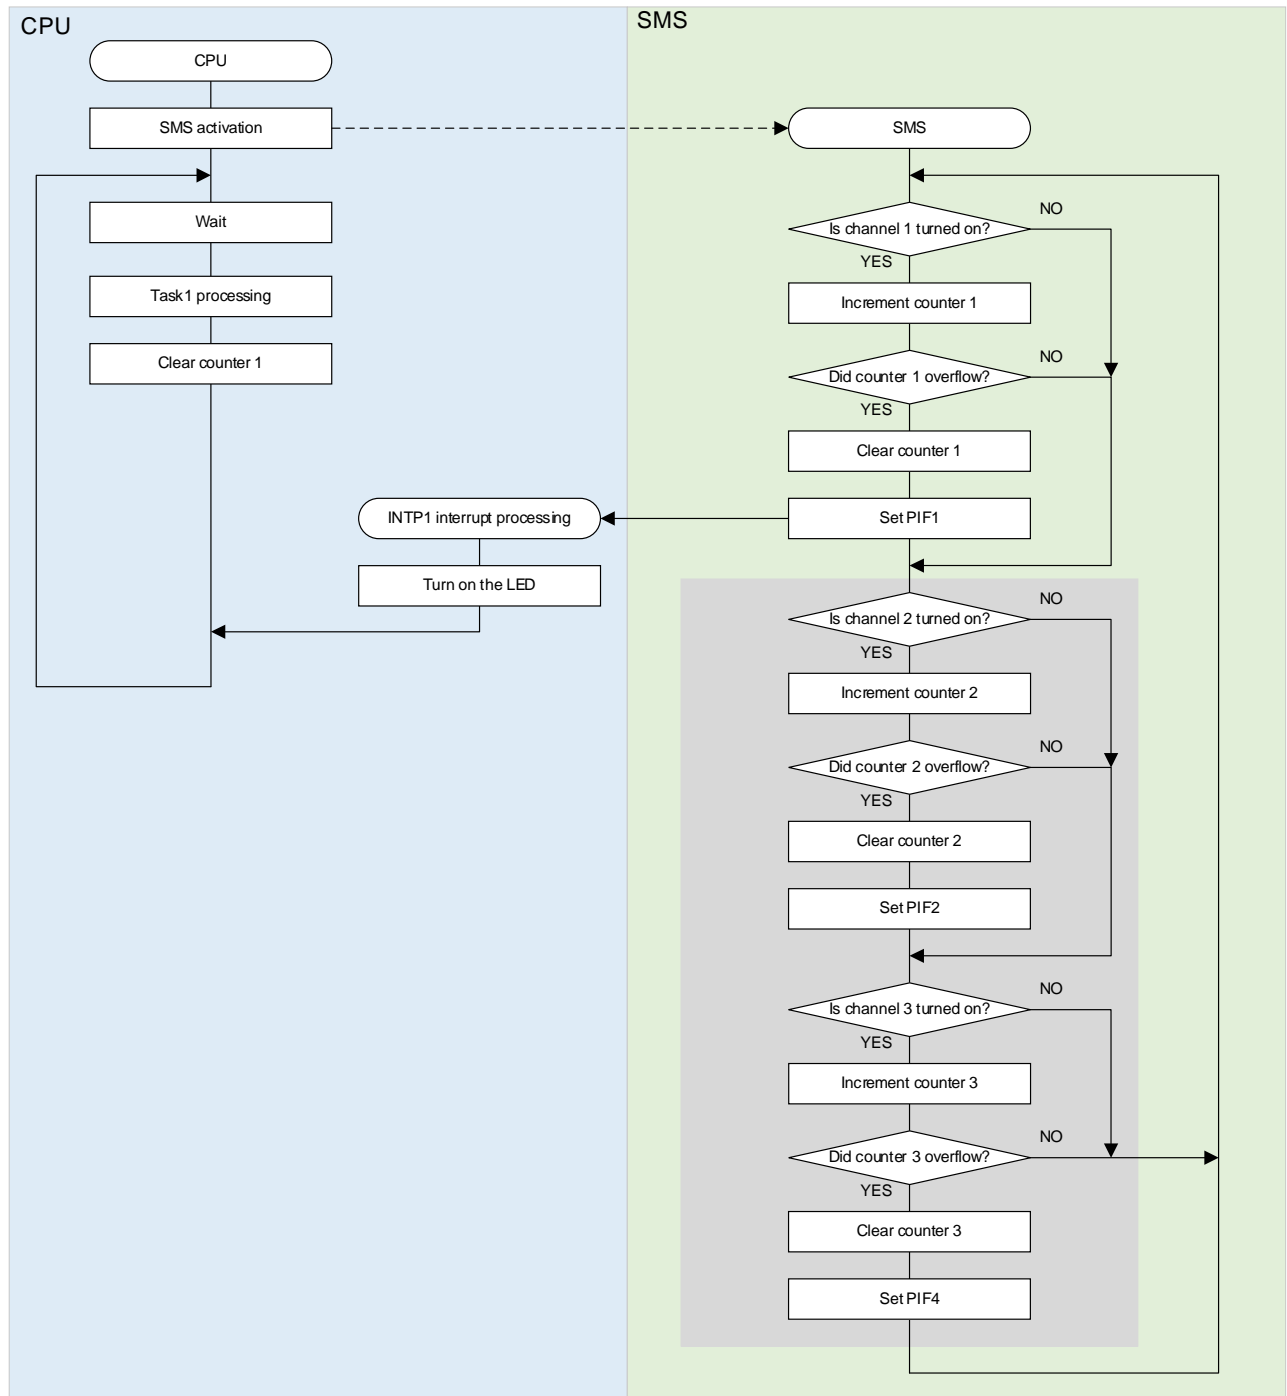 CPU
CPU
SMS activation
Wait
Task1 processing
Clear counter 1
INTP1 interrupt processing
Turn on the LED
SMS
SMS
Is channel 1 turned on?
NO
YES
Increment counter 1
Did counter 1 overflow?
NO
YES
Clear counter 1
Set PIF1
Is channel 2 turned on?
NO
YES
Increment counter 2
Did counter 2 overflow?
NO
YES
Clear counter 2
Set PIF2
Is channel 3 turned on?
NO
YES
Increment counter 3
Did counter 3 overflow?
NO
YES
Clear counter 3
Set PIF4